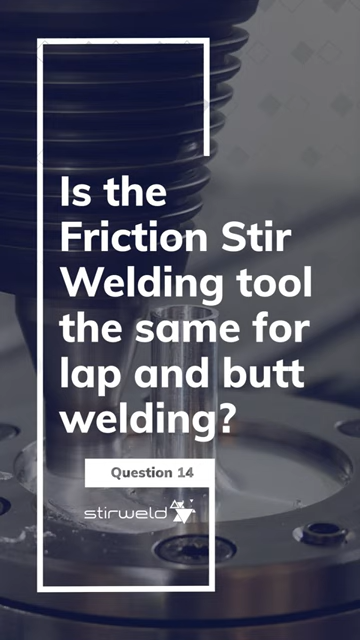 Is the
Friction Stir
Welding tool
the same for
lap and butt
welding?
Question 14
stirweld